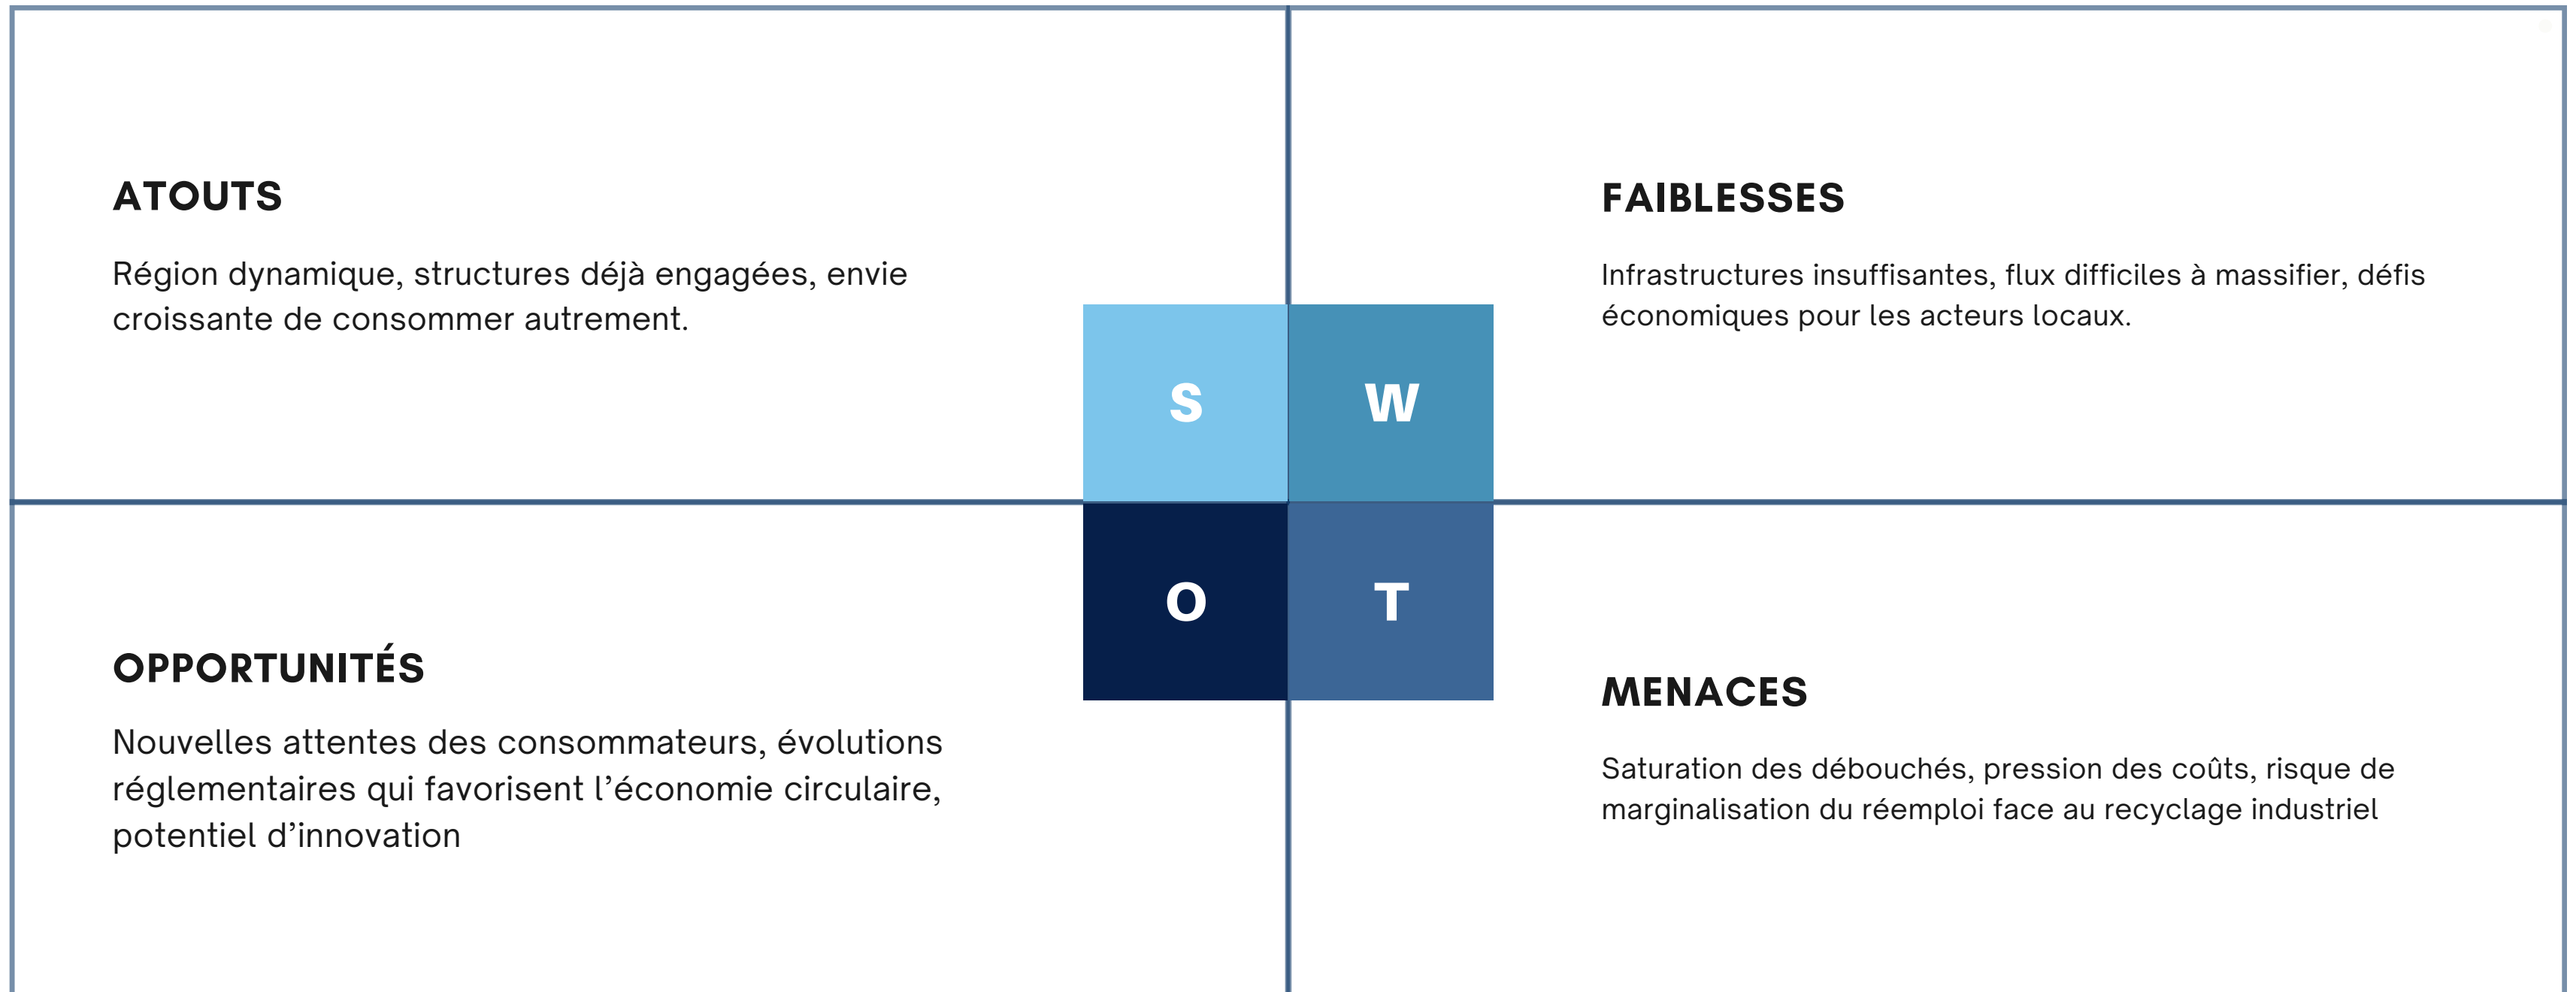 ATOUTS
Région dynamique, structures déjà engagées, envie
croissante de consommer autrement.
FAIBLESSES
Infrastructures insuffisantes, flux difficiles à massifier, défis
économiques pour les acteurs locaux.
S
W
O
T
OPPORTUNITÉS
Nouvelles attentes des consommateurs, évolutions
réglementaires qui favorisent l’économie circulaire,
potentiel d’innovation
MENACES
Saturation des débouchés, pression des coûts, risque de
marginalisation du réemploi face au recyclage industriel